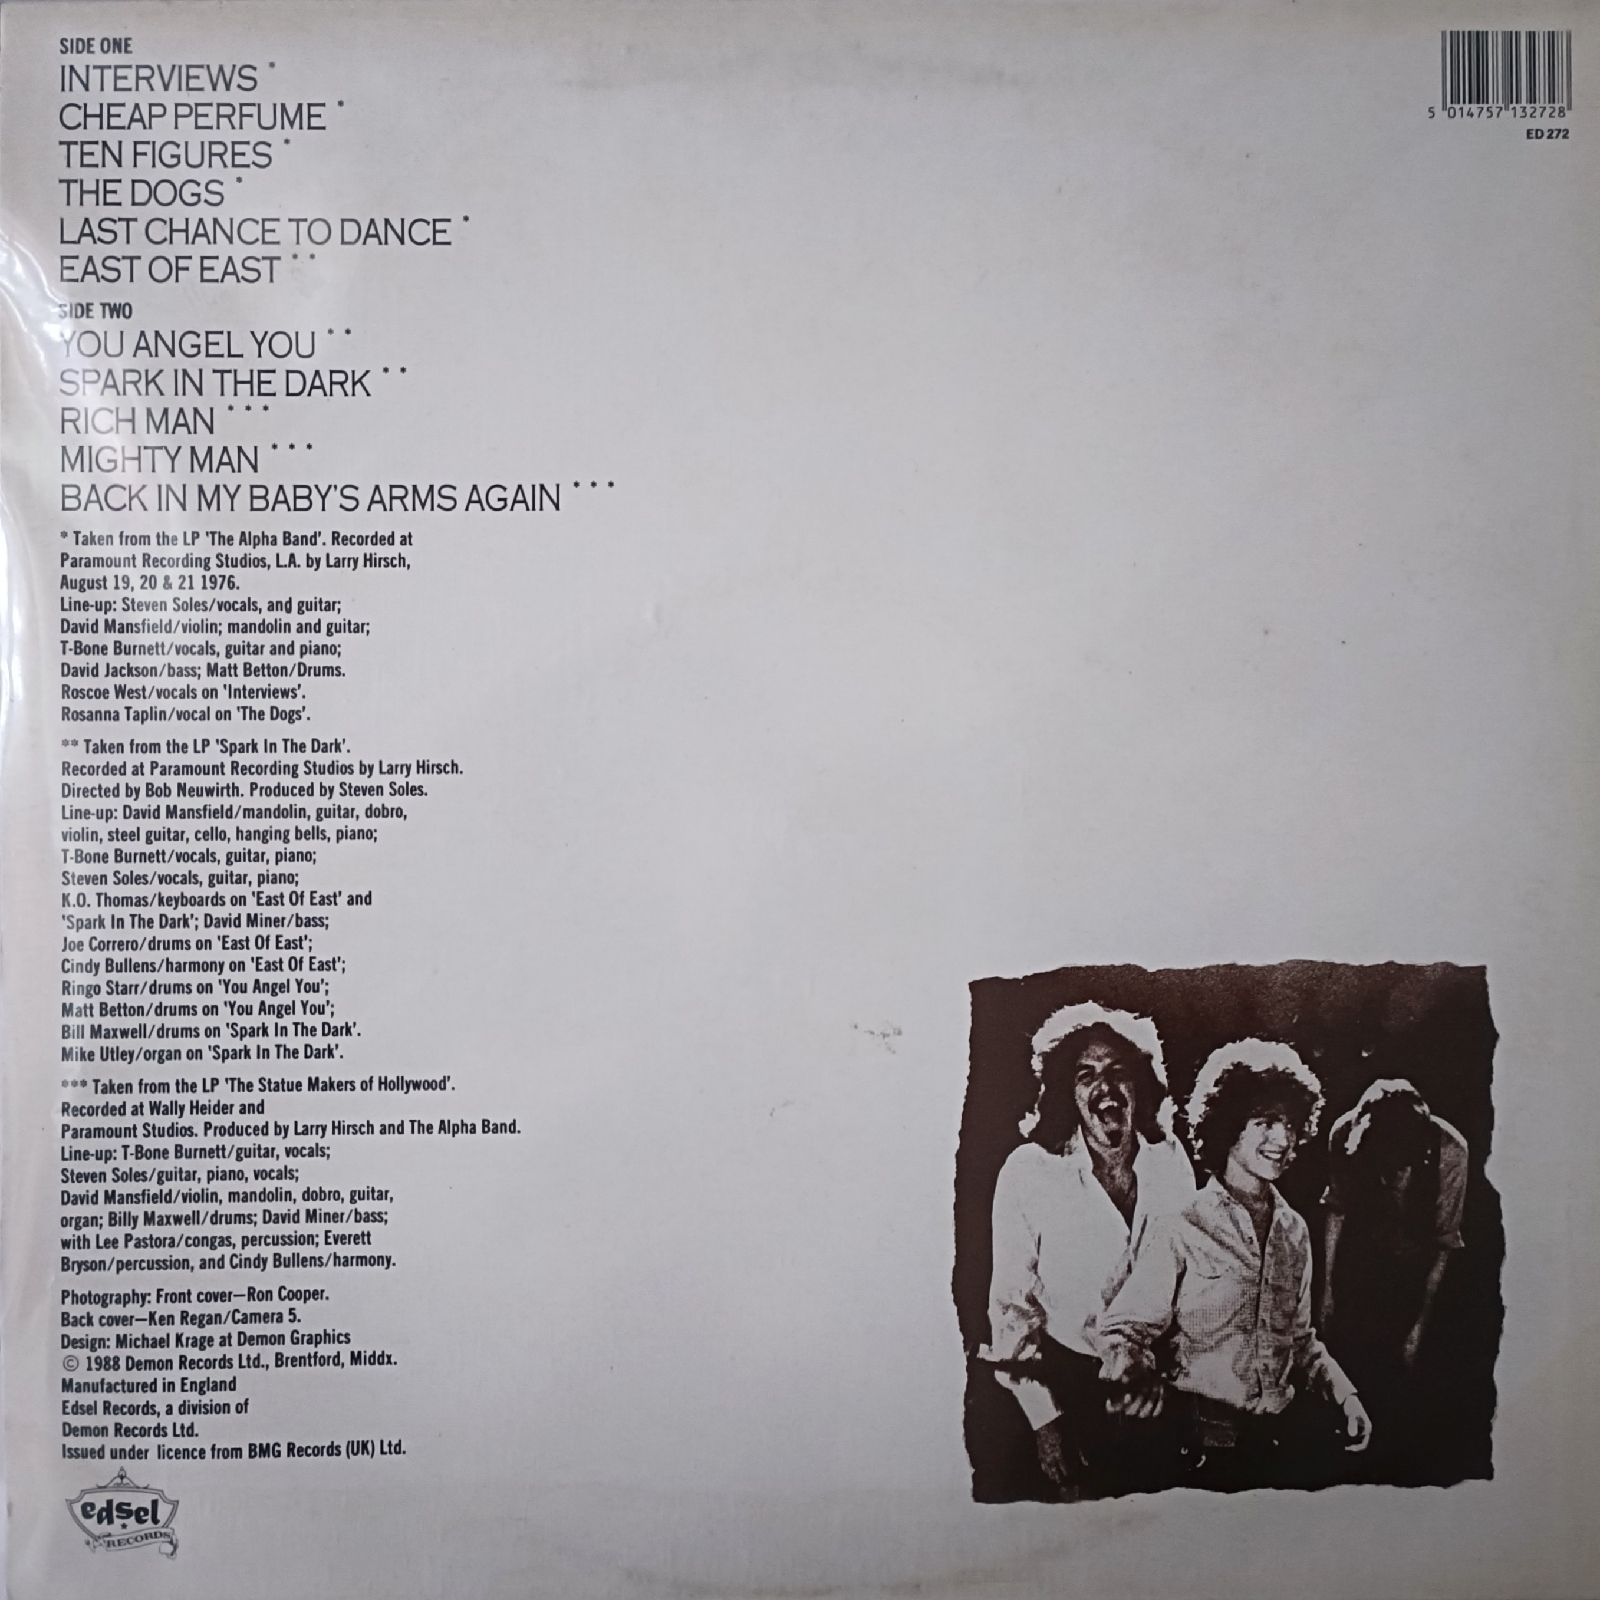 SIDE ONE
INTERVIEWS *
CHEAP PERFUME *
TEN FIGURES *
THE DOGS *
LAST CHANCE TO DANCE *
EAST OF EAST * *
SIDE TWO
YOU ANGEL YOU * *
SPARK IN THE DARK * *
RICH MAN * * *
MIGHTY MAN * * *
BACK IN MY BABY'S ARMS AGAIN * * *
* Taken from the LP 'The Alpha Band'. Recorded at
Paramount Recording Studios, L.A. by Larry Hirsch,
August 19, 20 & 21 1976.
Line-up: Steven Soles/vocals, and guitar;
David Mansfield/violin; mandolin and guitar;
T-Bone Burnett/vocals, guitar and piano;
David Jackson/bass; Matt Betton/Drums.
Roscoe West/vocals on 'Interviews'.
Rosanna Taplin/vocal on 'The Dogs'.
** Taken from the LP 'Spark In The Dark'.
Recorded at Paramount Recording Studios by Larry Hirsch.
Directed by Bob Neuwirth. Produced by Steven Soles.
Line-up: David Mansfield/mandolin, guitar, dobro,
violin, steel guitar, cello, hanging bells, piano;
T-Bone Burnett/vocals, guitar, piano;
Steven Soles/vocals, guitar, piano;
K.O. Thomas/keyboards on 'East Of East' and
'Spark In The Dark'; David Miner/bass;
Joe Correro/drums on 'East Of East';
Cindy Bullens/harmony on 'East Of East';
Ringo Starr/drums on 'You Angel You';
Matt Betton/drums on 'You Angel You';
Bill Maxwell/drums on 'Spark In The Dark'.
Mike Utley/organ on 'Spark In The Dark'.
*** Taken from the LP 'The Statue Makers of Hollywood'.
Recorded at Wally Heider and
Paramount Studios. Produced by Larry Hirsch and The Alpha Band.
Line-up: T-Bone Burnett/guitar, vocals;
Steven Soles/guitar, piano, vocals;
David Mansfield/violin, mandolin, dobro, guitar,
organ; Billy Maxwell/drums; David Miner/bass;
with Lee Pastora/congas, percussion; Everett
Bryson/percussion, and Cindy Bullens/harmony.
Photography: Front cover—Ron Cooper.
Back cover—Ken Regan/Camera 5.
Design: Michael Krage at Demon Graphics
© 1988 Demon Records Ltd., Brentford, Middx.
Manufactured in England
Edsel Records, a division of
Demon Records Ltd.
Issued under licence from BMG Records (UK) Ltd.
edsel
RECORDS
5 014757 132728
ED 272